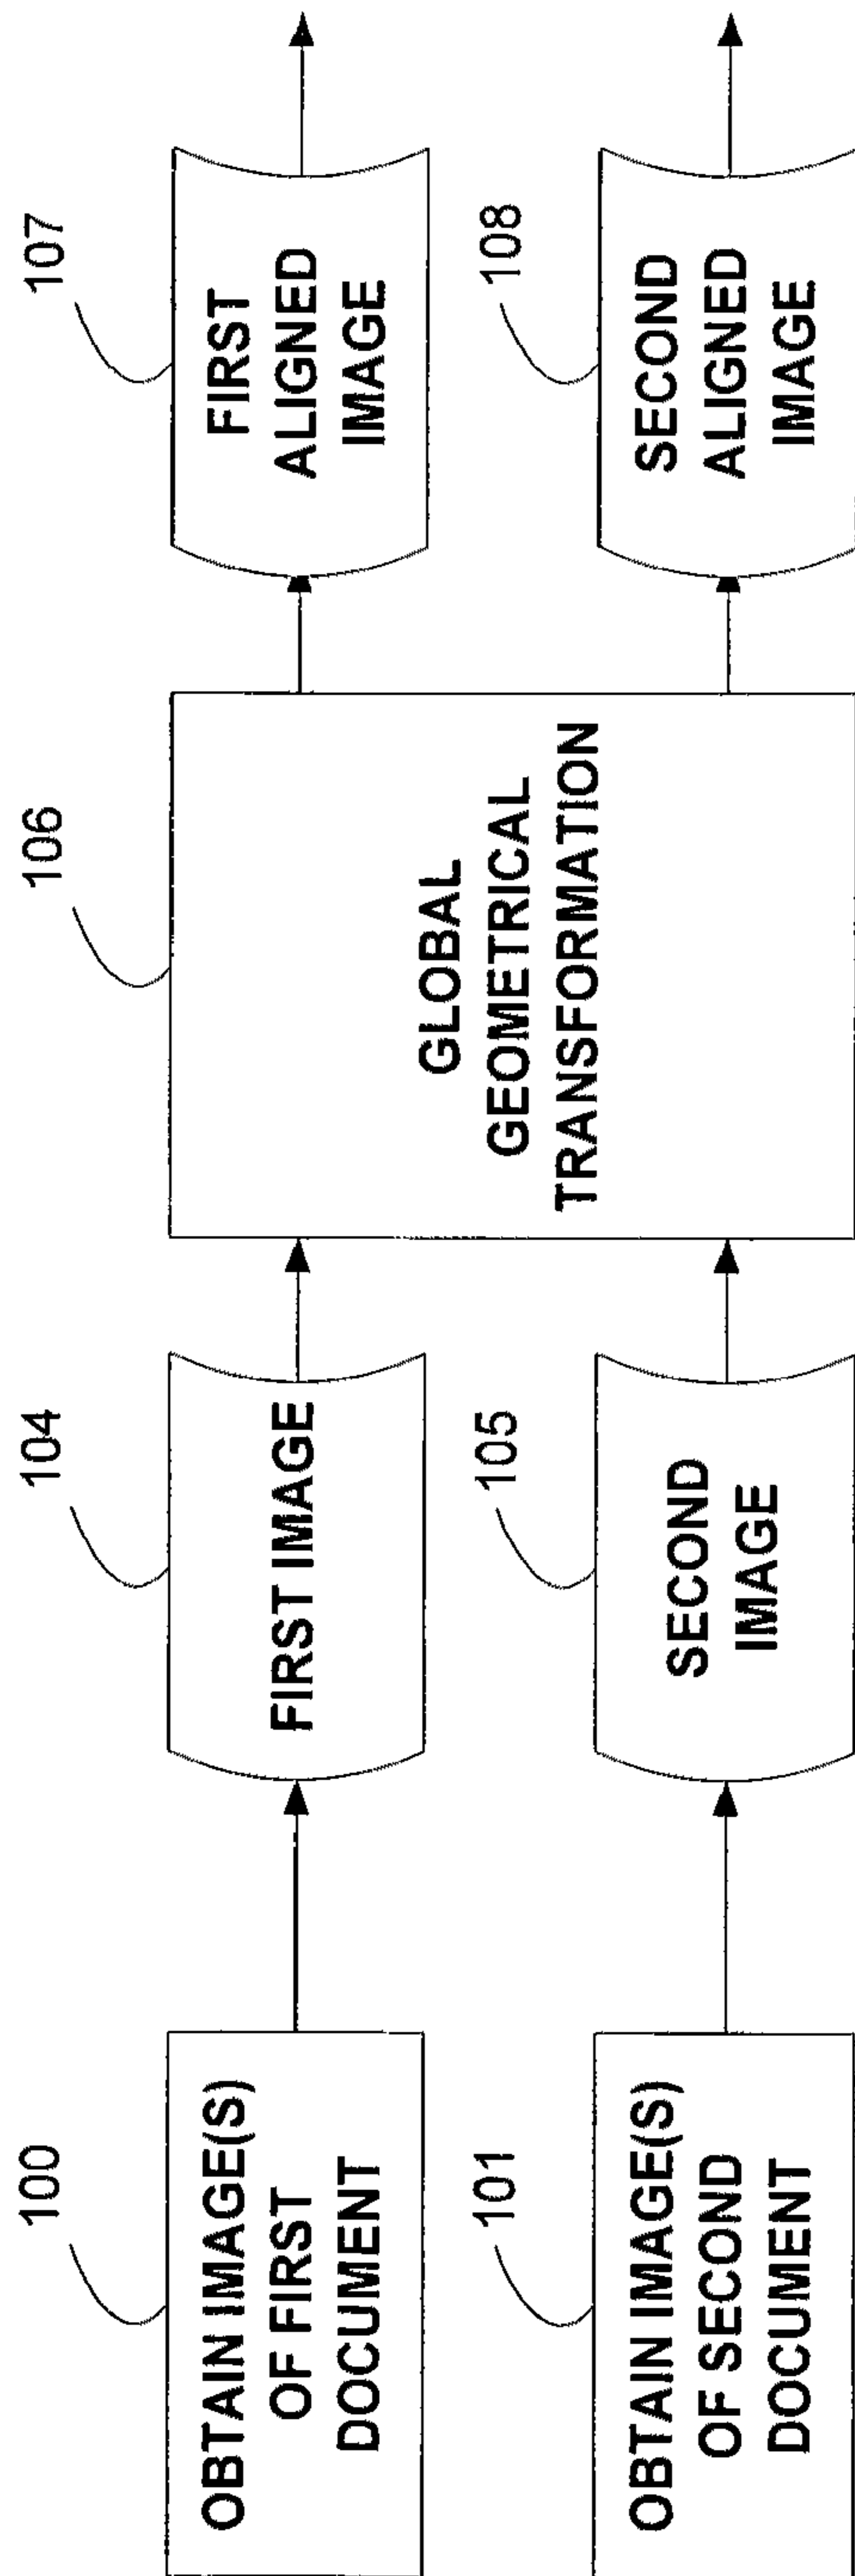 100
OBTAIN IMAGE(S)
OF FIRST
DOCUMENT
104
FIRST IMAGE
106
GLOBAL
GEOMETRICAL
TRANSFORMATION
107
FIRST
ALIGNED
IMAGE
101
OBTAIN IMAGE(S)
OF SECOND
DOCUMENT
105
SECOND
IMAGE
108
SECOND
ALIGNED
IMAGE